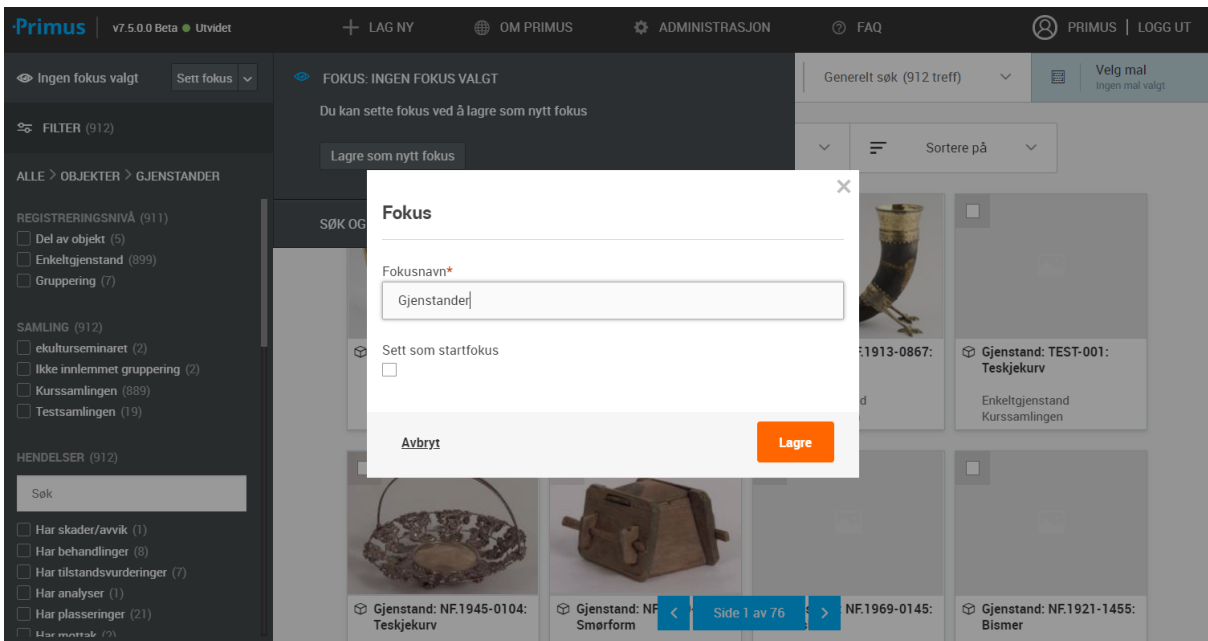 Primus v7.5.0.0 Beta Utvidet LAG NY OM PRIMUS ADMINISTRASJON FAQ PRIMUS | LOGG UT
Ingen fokus valgt Sett fokus
FOKUS: INGEN FOKUS VALGT
Du kan sette fokus ved å lagre som nytt fokus
Lagre som nytt fokus
Generelt søk (912 treff)
Velg mal
Ingen mal valgt
Sortere på
FILTER (912)
ALLE > OBJEKTER > GJENSTANDER
REGISTRERINGSNIVÅ (911)
Del av objekt (5)
Enkeltgjenstand (899)
Gruppering (7)
SAMLING (912)
ekulturseminaret (2)
Ikke innlemmet gruppering (2)
Kurssamlingen (889)
Testsamlingen (19)
HENDELSER (912)
Søk
Har skader/avvik (1)
Har behandlinger (8)
Har tilstandsvurderinger (7)
Har analyser (1)
Har plasseringer (21)
Har mottak (2)
SØK OG
Fokus
Fokusnavn*
Gjenstander
Sett som startfokus
Avbryt Lagre
F.1913-0867:
d
Gjenstand: TEST-001:
Teskjekurv
Enkeltgjenstand
Kurssamlingen
Gjenstand: NF.1945-0104:
Teskjekurv
Gjenstand: NF
Smørform
Side 1 av 76
NF.1969-0145:
Gjenstand: NF.1921-1455:
Bismer